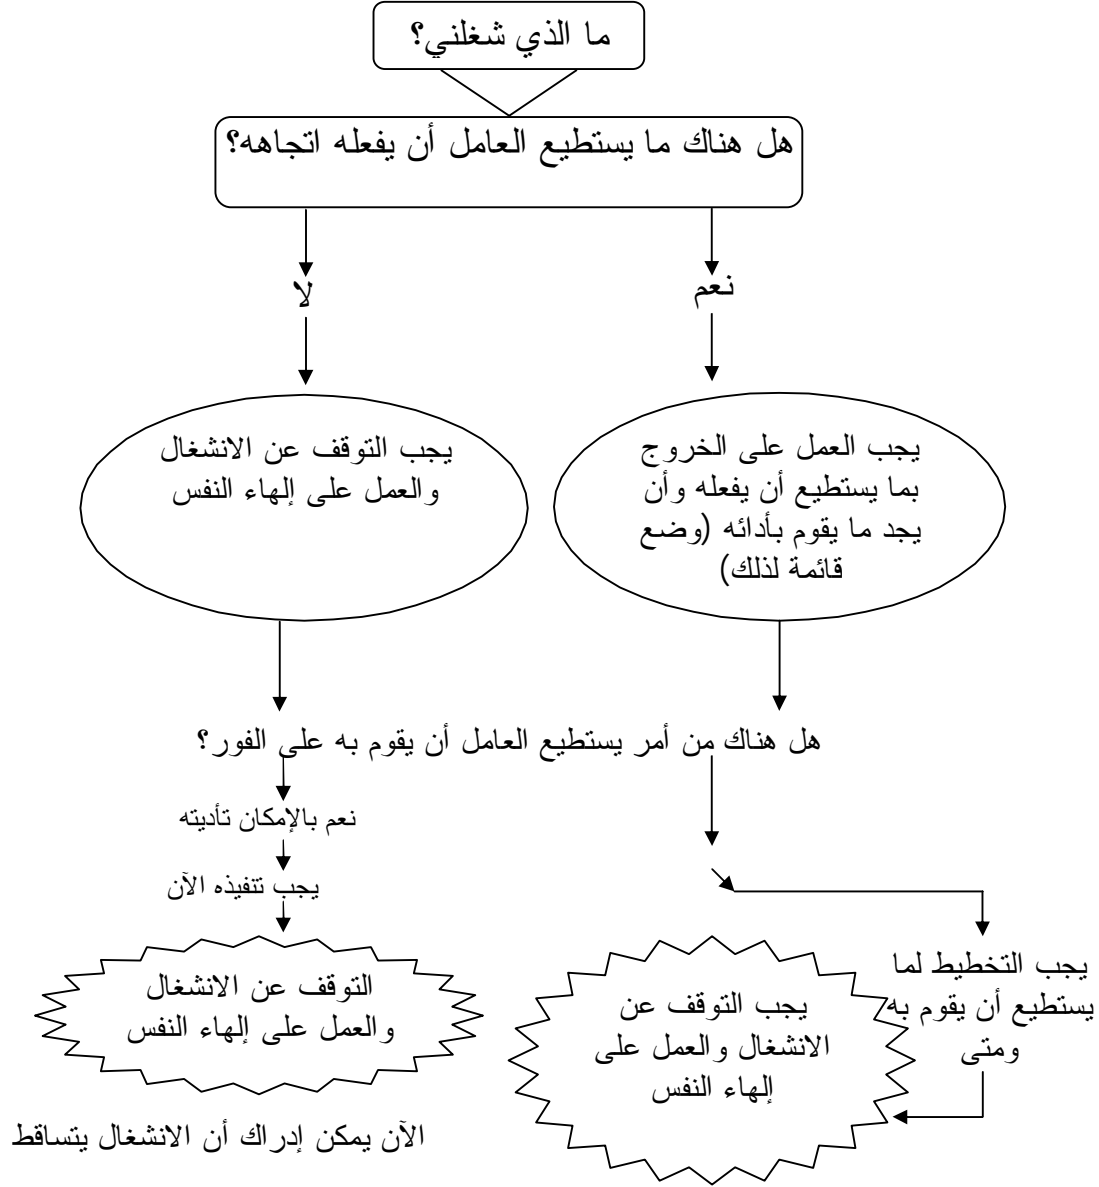 ما الذي شغلني؟
هل هناك ما يستطيع العامل أن يفعله اتجاهه؟
نعم
لا
يجب العمل على الخروج
بما يستطيع أن يفعله وأن
يجد ما يقوم بأدائه (وضع
قائمة لذلك)
يجب التوقف عن الانشغال
والعمل على إلهاء النفس
هل هناك من أمر يستطيع العامل أن يقوم به على الفور؟
نعم بالإمكان تأديته
يجب تنفيذه الآن
يجب التخطيط لما
يستطيع أن يقوم به
ومتى
يجب التوقف عن
الانشغال والعمل على
إلهاء النفس
التوقف عن الانشغال
والعمل على إلهاء النفس
الآن يمكن إدراك أن الانشغال يتساقط